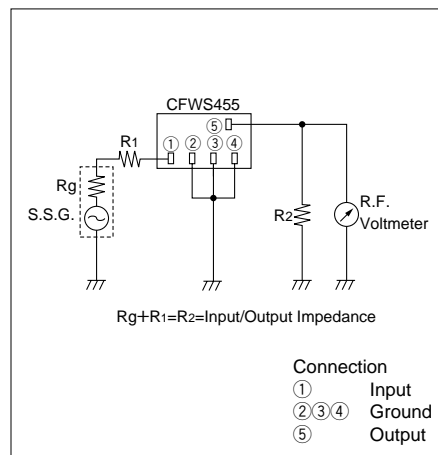 CFWS455
⑤
R1 ① ② ③ ④
Rg
S.S.G.
R2
R.F.
Voltmeter
Rg+R1=R2=Input/Output Impedance
Connection
① Input
②③④ Ground
⑤ Output